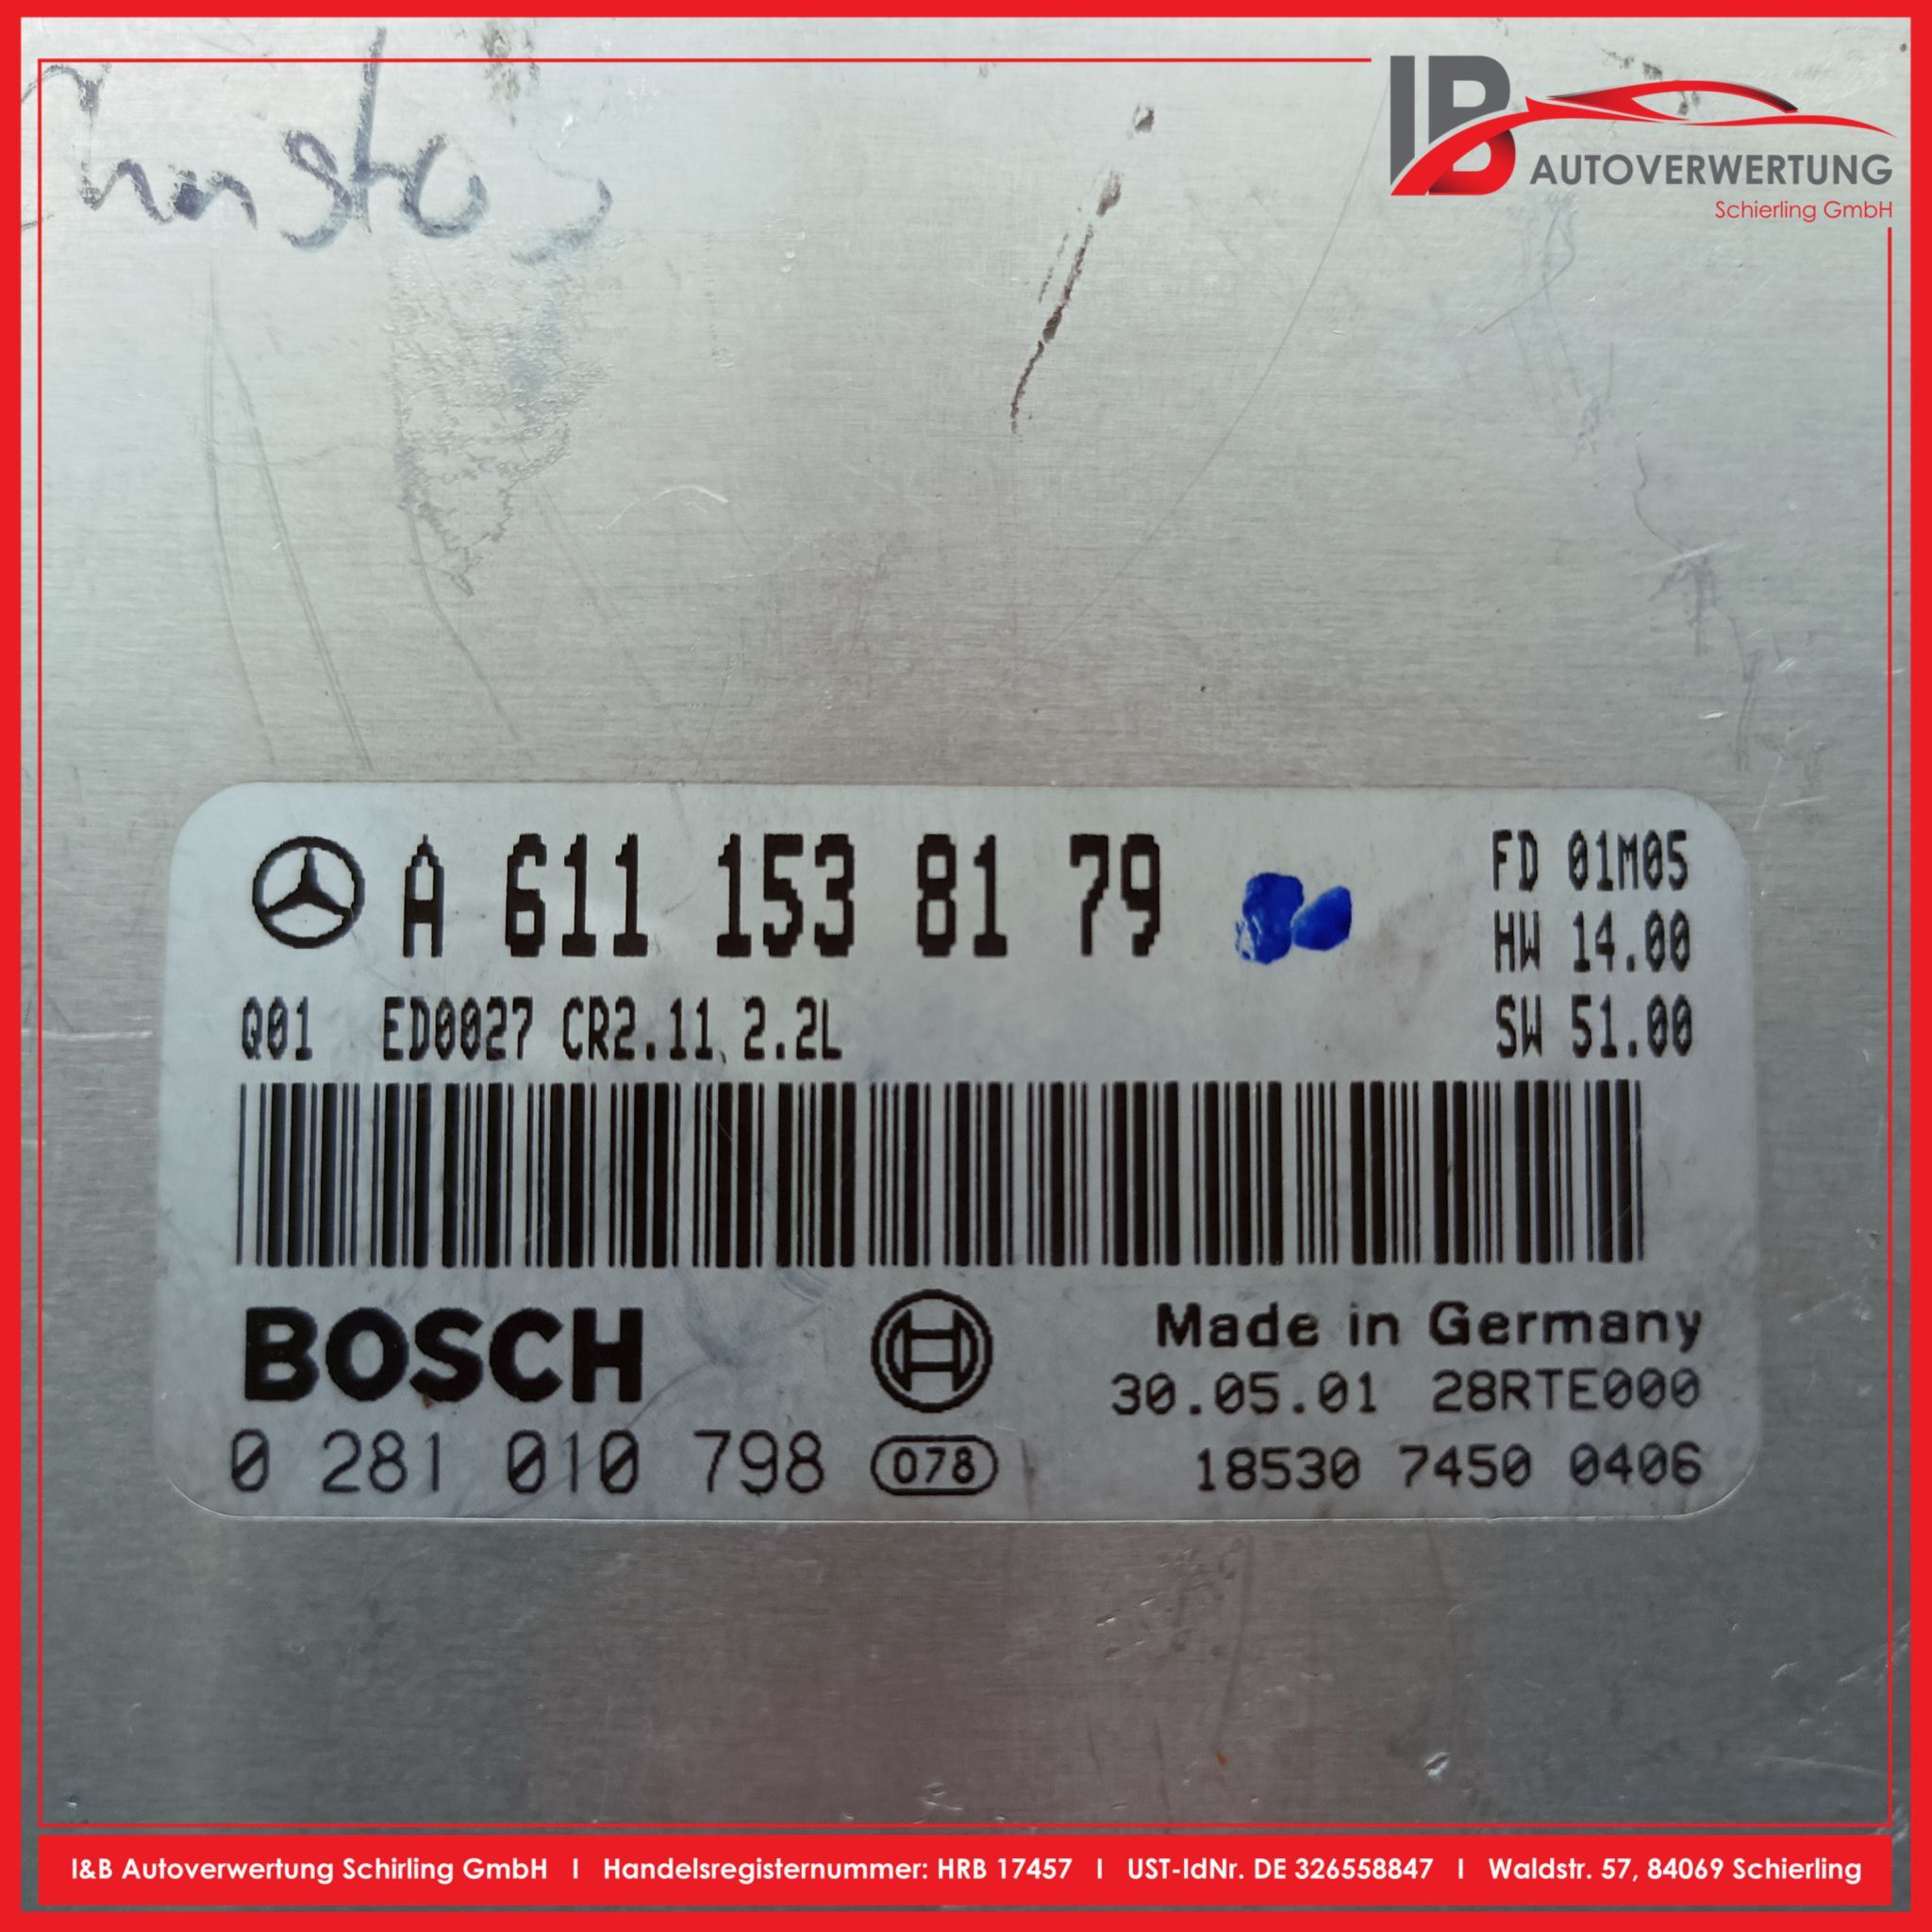 IB
AUTOVERWERTUNG
Schierling GmbH
A 611 153 81 79
FD 01M05
HW 14.00
Q01 ED0027 CR2.11 2.2L
SW 51.00
BOSCH
Made in Germany
30.05.01 28RTE000
0 281 010 798 078
18530 7450 0406
I&B Autoverwertung Schirling GmbH I Handelsregisternummer: HRB 17457 I UST-IdNr. DE 326558847 I Waldstr. 57, 84069 Schierling